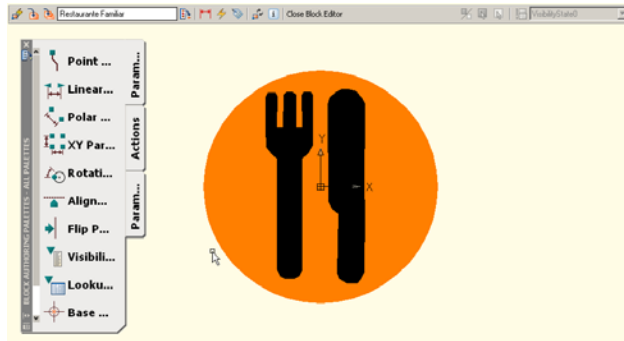 Restaurante Familiar
Close Block Editor
VisibilityState0
Point ...
Linear...
Polar ...
XY Par...
Rotati...
Align...
Flip P...
Visibili...
Looku...
Base ...
Param...
Actions
Param...
BLOCK AUTHORING PALETTES - ALL PALETTES
Y
X